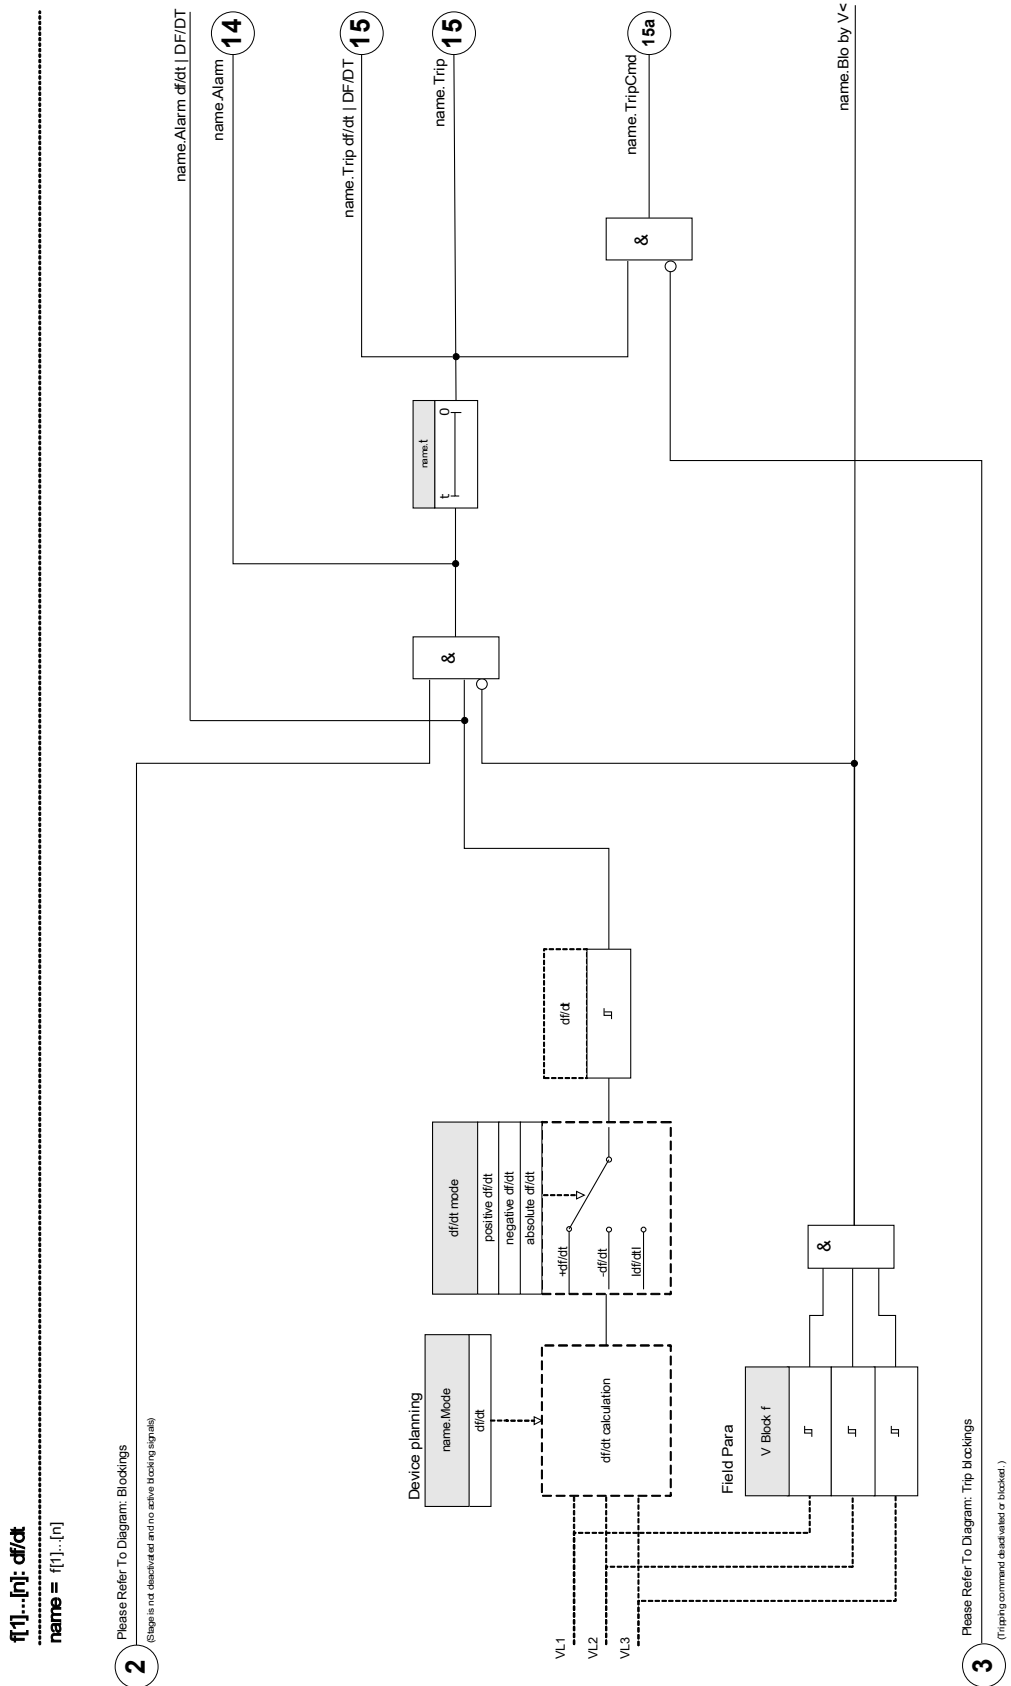 f[1]...[n]: df/dt
name = f[1]...[n]
2
Please Refer To Diagram: Blockings
(Stage is not deactivated and no active blocking signals)
name.Alarm df/dt | DF/DT
name.Alarm
14
name.Trip df/dt | DF/DT
15
name.Trip
15
name.TripCmd
15a
name.Blo by V<
Device planning
name.Mode
df/dt
df/dt calculation
df/dt mode
positive df/dt
negative df/dt
absolute df/dt
+df/dt
-df/dt
|df/dt|
df/dt
&
name.t
t
0
&
VL1
VL2
VL3
Field Para
V Block f
&
3
Please Refer To Diagram: Trip blockings
(Tripping command deactivated or blocked.)